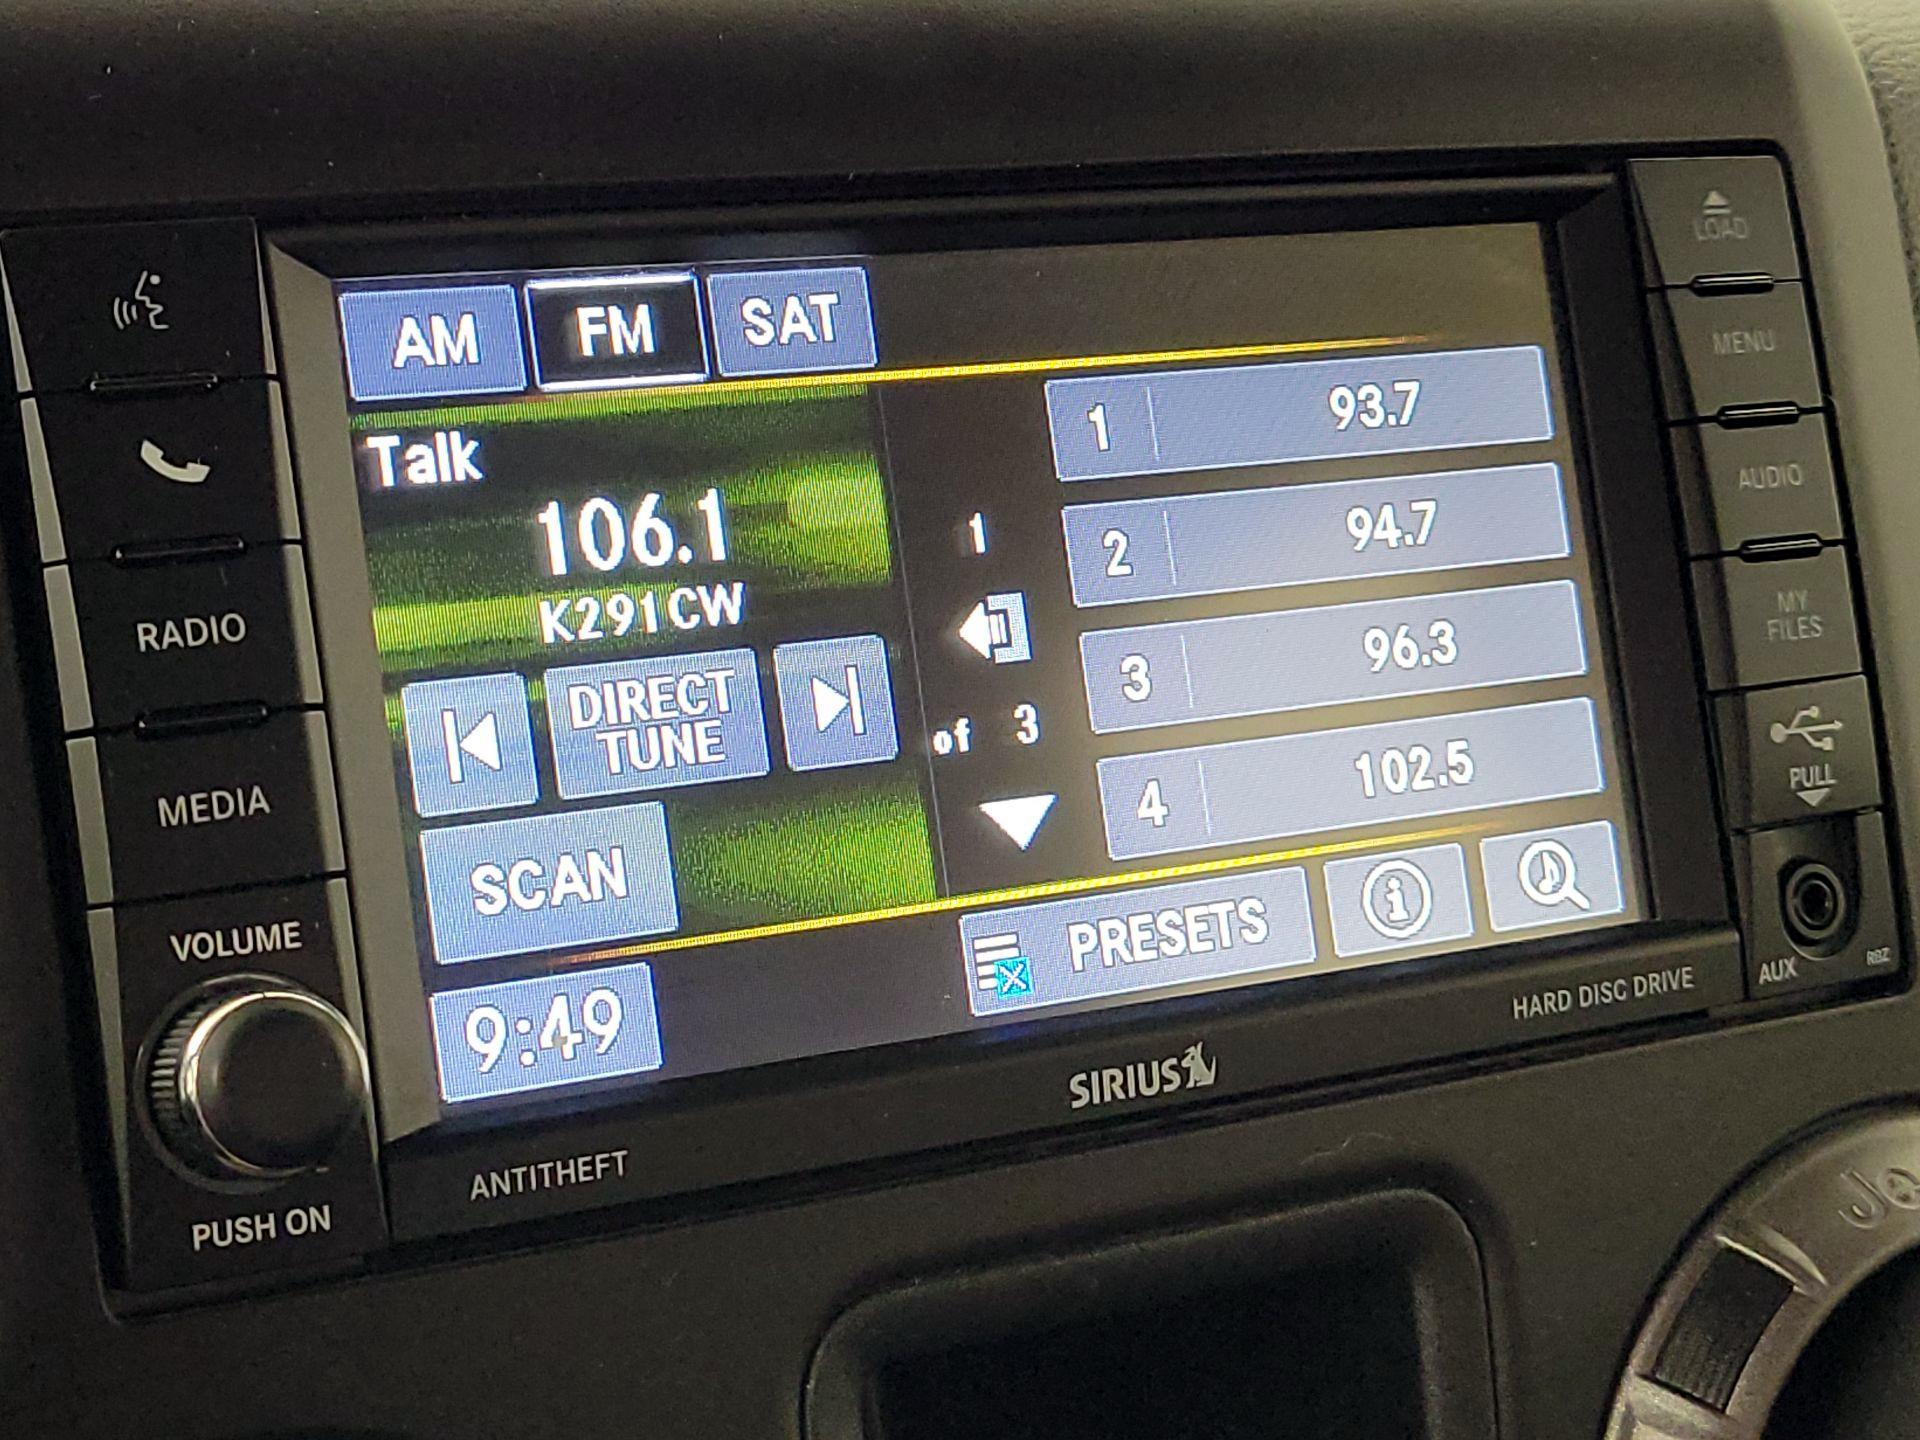 AM FM SAT
Talk
106.1
K291CW
DIRECT
TUNE
SCAN
9:49
1
of 3
1 93.7
2 94.7
3 96.3
4 102.5
PRESETS
i
RADIO
MEDIA
VOLUME
PUSH ON
LOAD
MENU
AUDIO
MY
FILES
PULL
AUX
RBZ
HARD DISC DRIVE
SIRIUS
ANTITHEFT